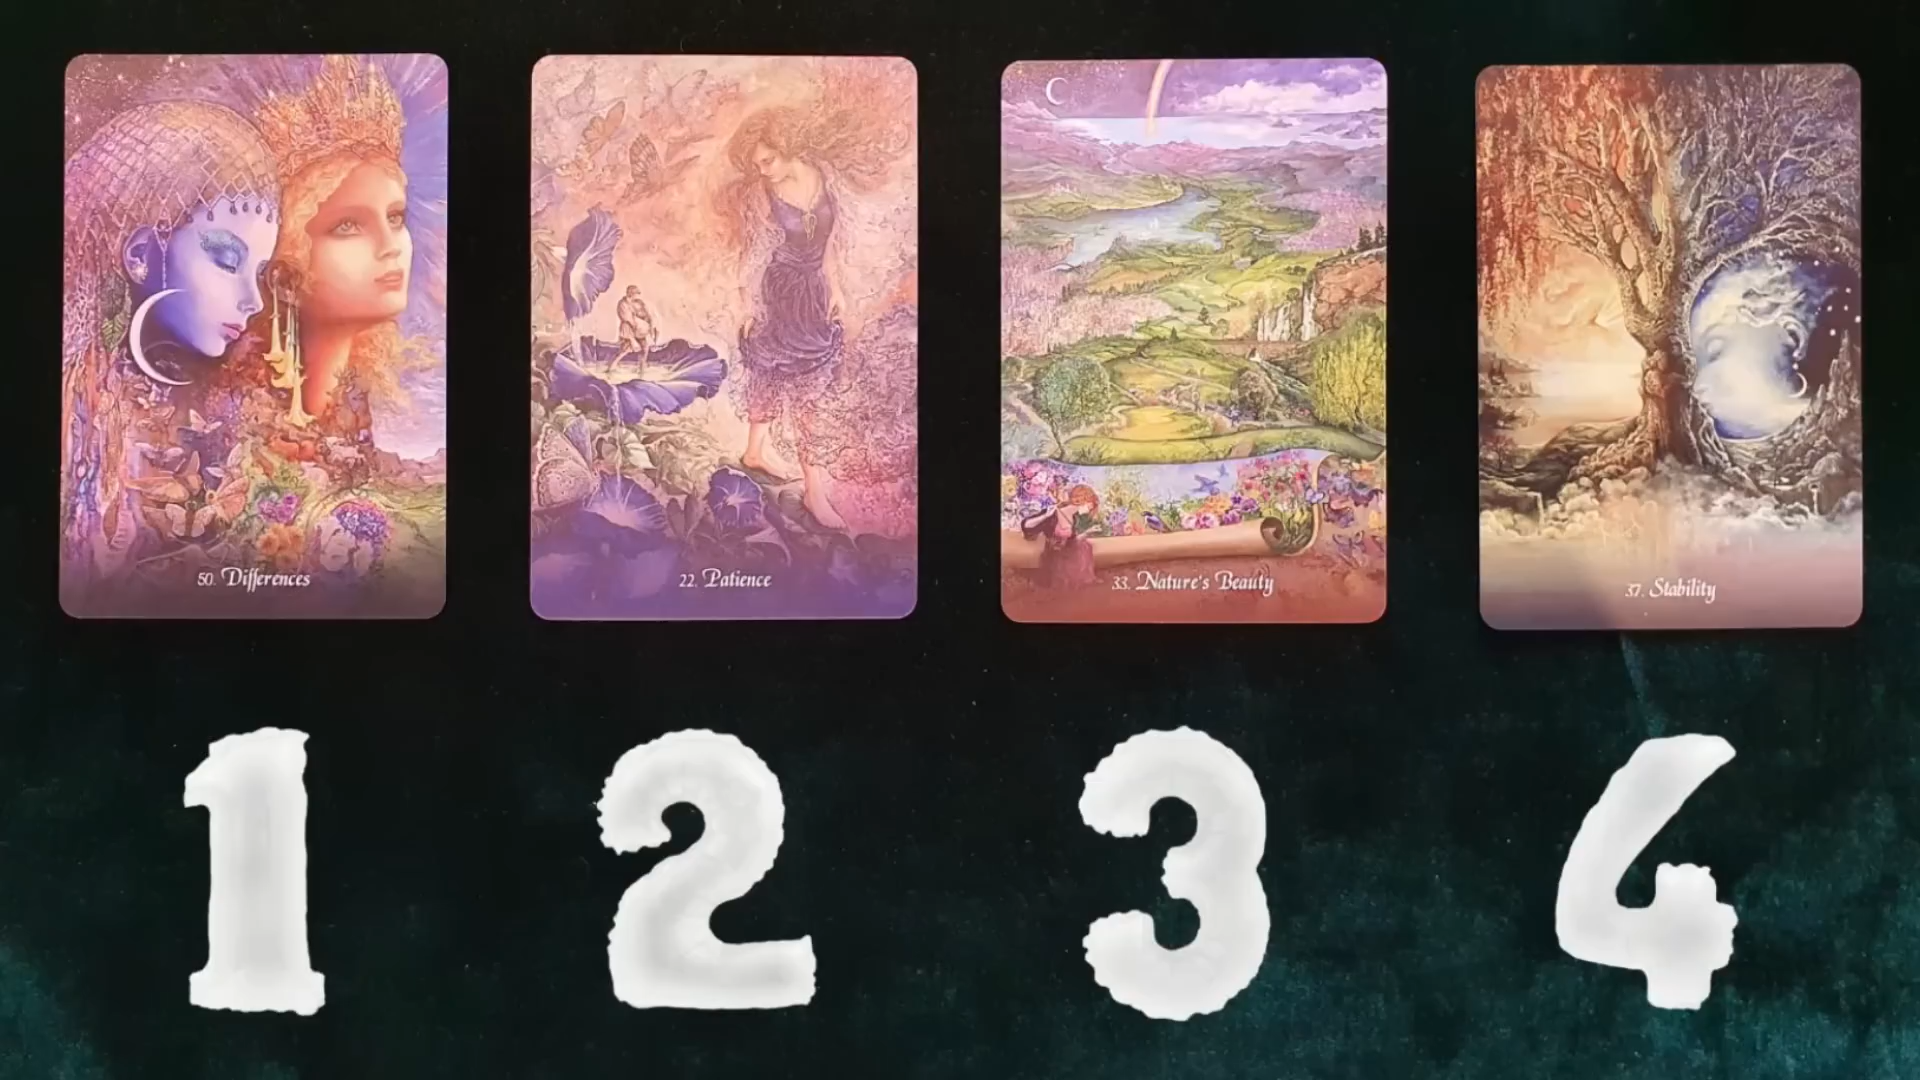 50. Differences
22. Patience
33. Nature's Beauty
37. Stability
1
2
3
4